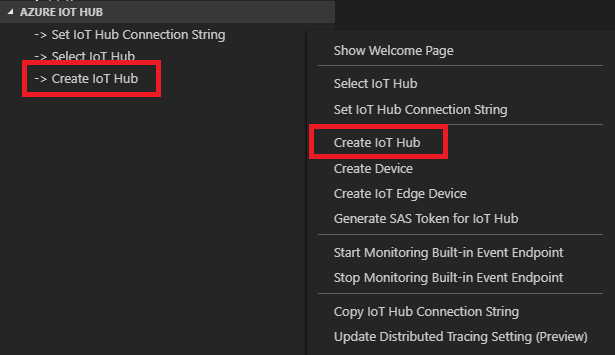 AZURE IOT HUB
-> Set IoT Hub Connection String
-> Select IoT Hub
-> Create IoT Hub
Show Welcome Page
Select IoT Hub
Set IoT Hub Connection String
Create IoT Hub
Create Device
Create IoT Edge Device
Generate SAS Token for IoT Hub
Start Monitoring Built-in Event Endpoint
Stop Monitoring Built-in Event Endpoint
Copy IoT Hub Connection String
Update Distributed Tracing Setting (Preview)